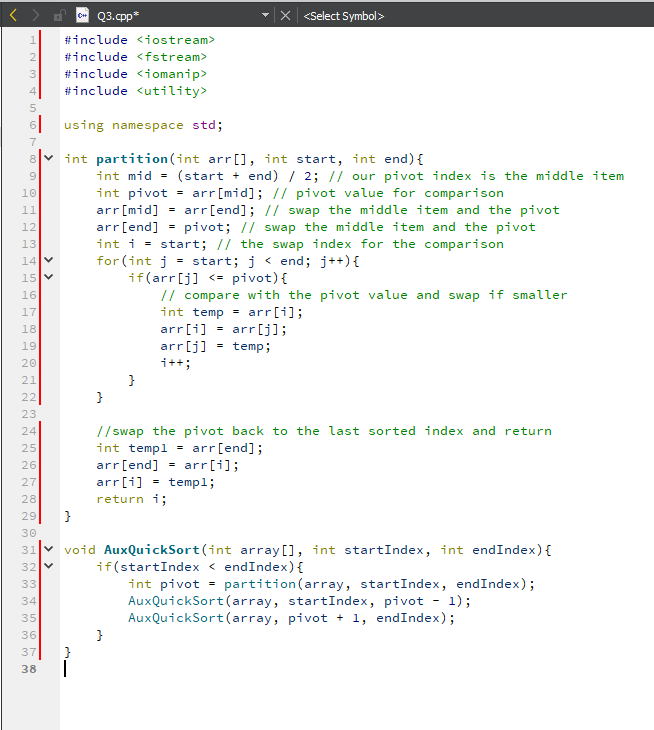 Q3.cpp* <Select Symbol>
1 #include <iostream>
2 #include <fstream>
3 #include <iomanip>
4 #include <utility>
5
6 using namespace std;
7
8 int partition(int arr[], int start, int end){
9 int mid = (start + end) / 2; // our pivot index is the middle item
10 int pivot = arr[mid]; // pivot value for comparison
11 arr[mid] = arr[end]; // swap the middle item and the pivot
12 arr[end] = pivot; // swap the middle item and the pivot
13 int i = start; // the swap index for the comparison
14 for(int j = start; j < end; j++){
15 if(arr[j] <= pivot){
16 // compare with the pivot value and swap if smaller
17 int temp = arr[i];
18 arr[i] = arr[j];
19 arr[j] = temp;
20 i++;
21 }
22 }
23
24 //swap the pivot back to the last sorted index and return
25 int temp1 = arr[end];
26 arr[end] = arr[i];
27 arr[i] = temp1;
28 return i;
29 }
30
31 void AuxQuickSort(int array[], int startIndex, int endIndex){
32 if(startIndex < endIndex){
33 int pivot = partition(array, startIndex, endIndex);
34 AuxQuickSort(array, startIndex, pivot - 1);
35 AuxQuickSort(array, pivot + 1, endIndex);
36 }
37 }
38